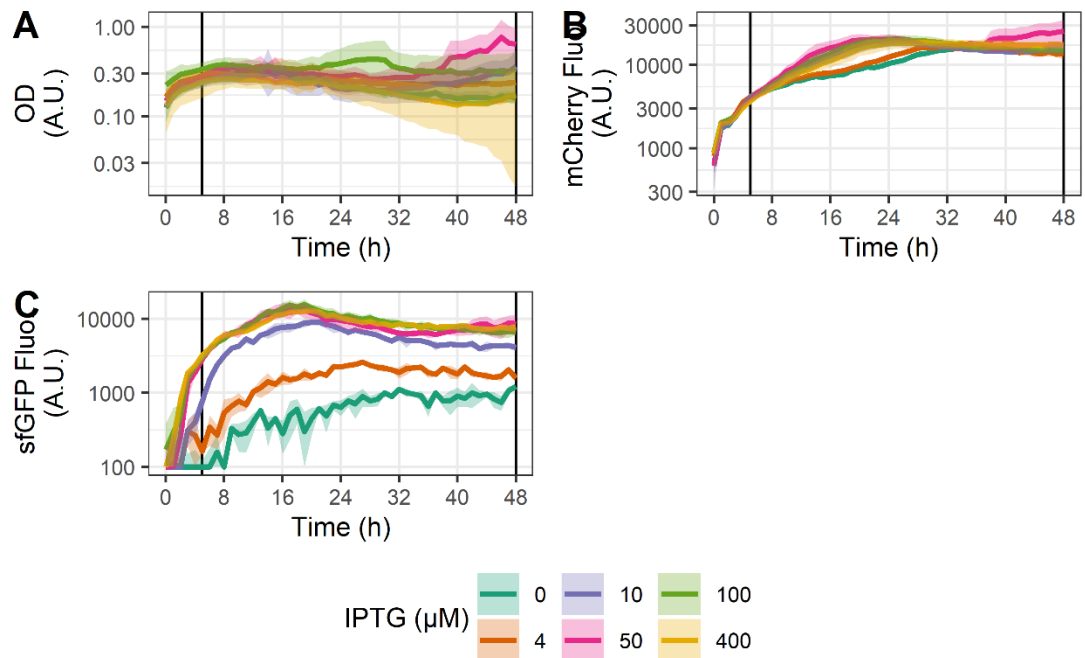 A
OD
(A.U.)
1.00
0.30
0.10
0.03
0 8 16 24 32 40 48
Time (h)
B
mCherry Fluo
(A.U.)
30000
10000
3000
1000
300
0 8 16 24 32 40 48
Time (h)
C
sfGFP Fluo
(A.U.)
10000
1000
100
0 8 16 24 32 40 48
Time (h)
IPTG (µM)
0 10 100
4 50 400